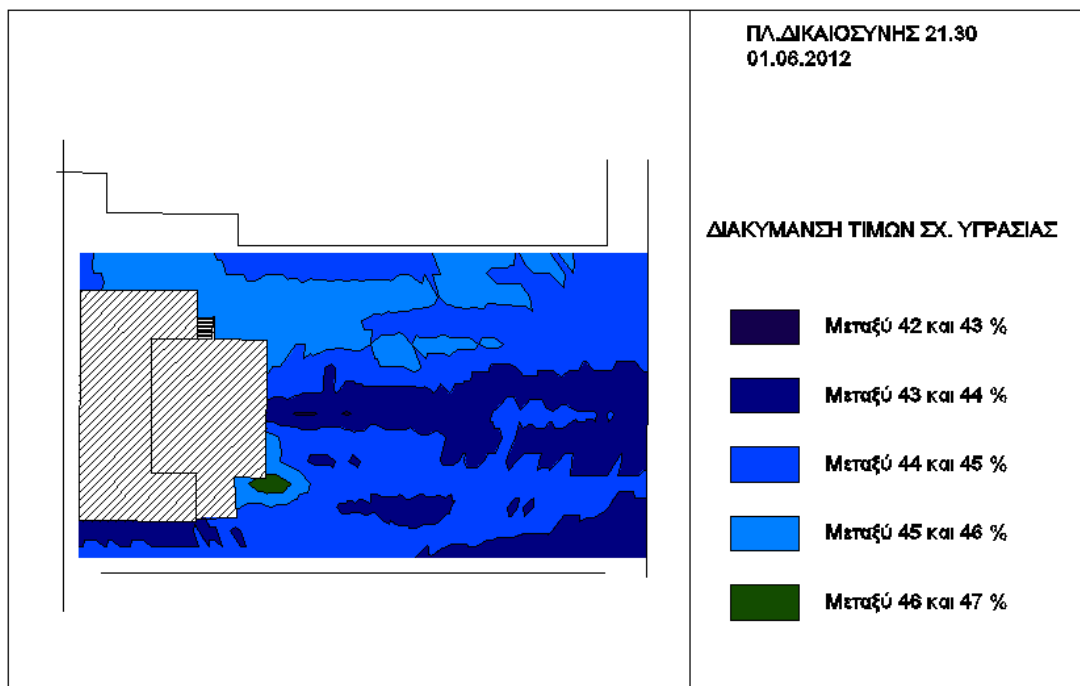 ΠΛ.ΔΙΚΑΙΟΣΥΝΗΣ 21.30
01.06.2012
ΔΙΑΚΥΜΑΝΣΗ ΤΙΜΩΝ ΣΧ. ΥΓΡΑΣΙΑΣ
Μεταξύ 42 και 43 %
Μεταξύ 43 και 44 %
Μεταξύ 44 και 45 %
Μεταξύ 45 και 46 %
Μεταξύ 46 και 47 %